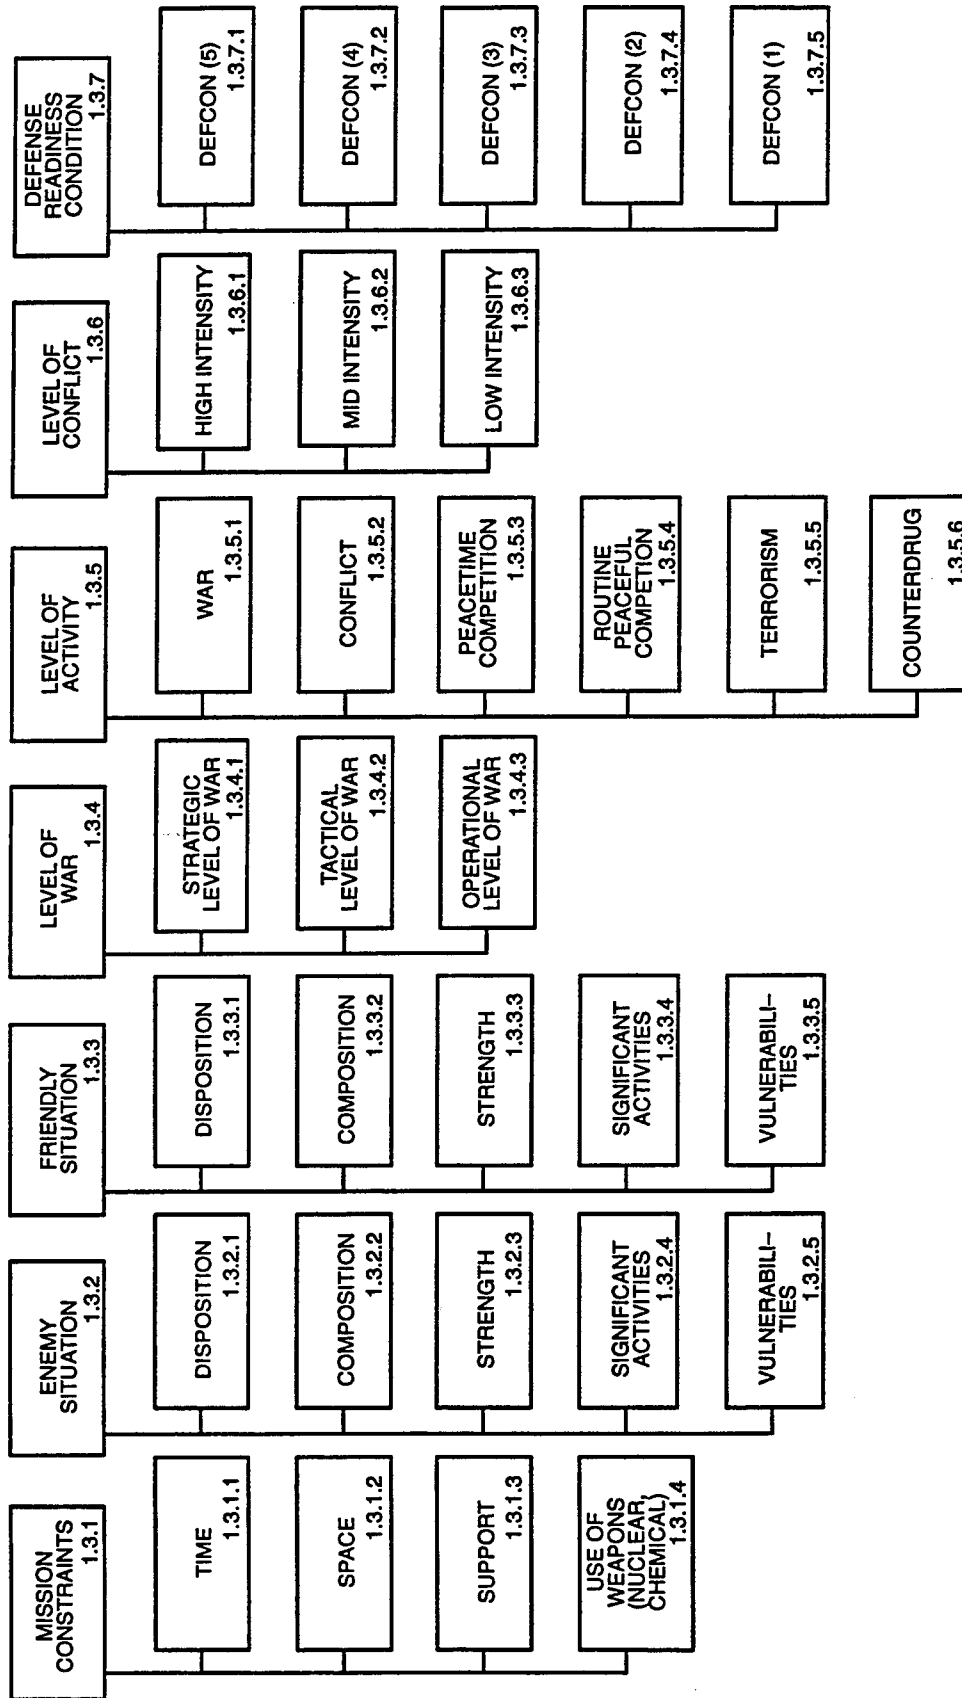 MISSION
CONSTRAINTS
1.3.1
TIME
1.3.1.1
SPACE
1.3.1.2
SUPPORT
1.3.1.3
USE OF
WEAPONS
(NUCLEAR,
CHEMICAL)
1.3.1.4
ENEMY
SITUATION
1.3.2
DISPOSITION
1.3.2.1
COMPOSITION
1.3.2.2
STRENGTH
1.3.2.3
SIGNIFICANT
ACTIVITIES
1.3.2.4
VULNERABILI–
TIES
1.3.2.5
FRIENDLY
SITUATION
1.3.3
DISPOSITION
1.3.3.1
COMPOSITION
1.3.3.2
STRENGTH
1.3.3.3
SIGNIFICANT
ACTIVITIES
1.3.3.4
VULNERABILI–
TIES
1.3.3.5
LEVEL OF
WAR
1.3.4
STRATEGIC
LEVEL OF WAR
1.3.4.1
TACTICAL
LEVEL OF WAR
1.3.4.2
OPERATIONAL
LEVEL OF WAR
1.3.4.3
LEVEL OF
ACTIVITY
1.3.5
WAR
1.3.5.1
CONFLICT
1.3.5.2
PEACETIME
COMPETITION
1.3.5.3
ROUTINE
PEACEFUL
COMPETION
1.3.5.4
TERRORISM
1.3.5.5
COUNTERDRUG
1.3.5.6
LEVEL OF
CONFLICT
1.3.6
HIGH INTENSITY
1.3.6.1
MID INTENSITY
1.3.6.2
LOW INTENSITY
1.3.6.3
DEFENSE
READINESS
CONDITION
1.3.7
DEFCON (5)
1.3.7.1
DEFCON (4)
1.3.7.2
DEFCON (3)
1.3.7.3
DEFCON (2)
1.3.7.4
DEFCON (1)
1.3.7.5